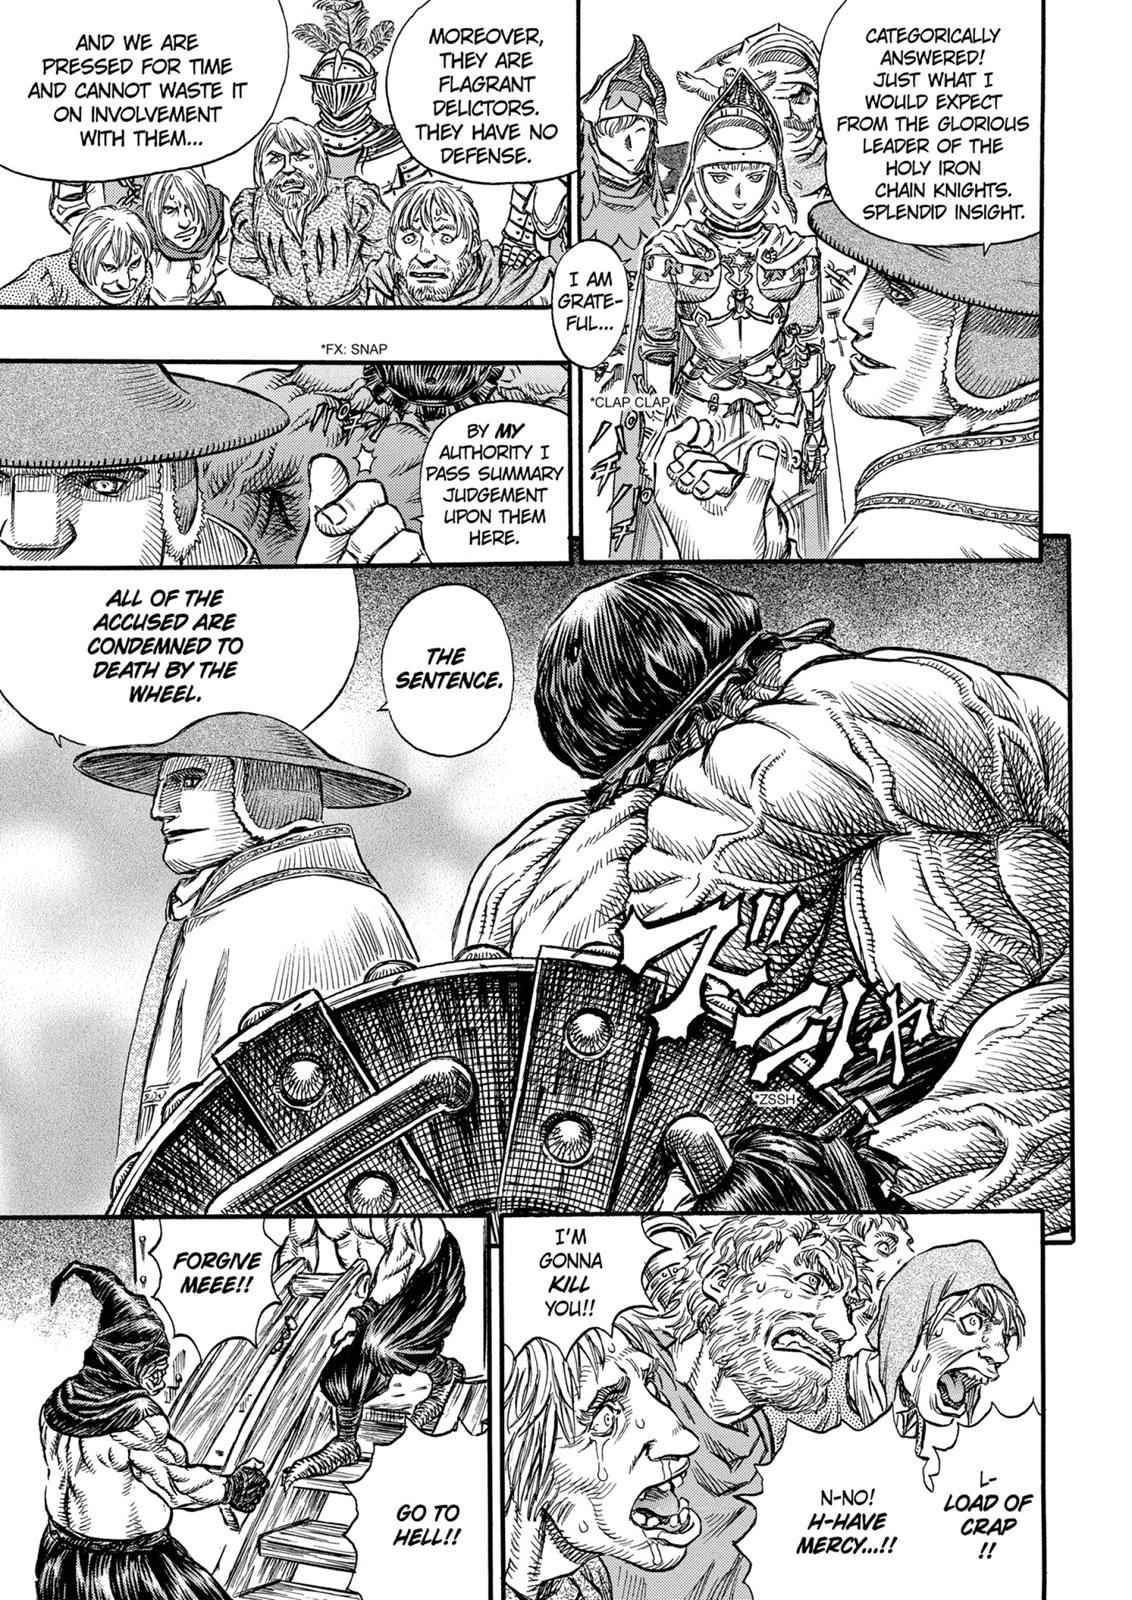 CATEGORICALLY
ANSWERED!
JUST WHAT I
WOULD EXPECT
FROM THE GLORIOUS
LEADER OF THE
HOLY IRON
CHAIN KNIGHTS.
SPLENDID INSIGHT.
I AM
GRATE-
FUL...
*CLAP CLAP
MOREOVER,
THEY ARE
FLAGRANT
DELICTORS.
THEY HAVE NO
DEFENSE.
AND WE ARE
PRESSED FOR TIME
AND CANNOT WASTE IT
ON INVOLVEMENT
WITH THEM...
*FX: SNAP
BY MY
AUTHORITY I
PASS SUMMARY
JUDGEMENT
UPON THEM
HERE.
THE
SENTENCE.
ALL OF THE
ACCUSED ARE
CONDEMNED TO
DEATH BY THE
WHEEL.
ズシャ
*ZSSH
L-
LOAD OF
CRAP
!!
N-NO!
H-HAVE
MERCY...!!
I'M
GONNA
KILL
YOU!!
FORGIVE
MEEE!!
GO TO
HELL!!